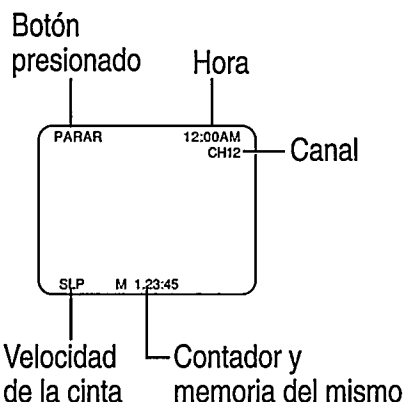 Botón
presionado
Hora
PARAR
12:00AM
CH12
Canal
SLP
M 1:23:45
Velocidad
de la cinta
Contador y
memoria del mismo